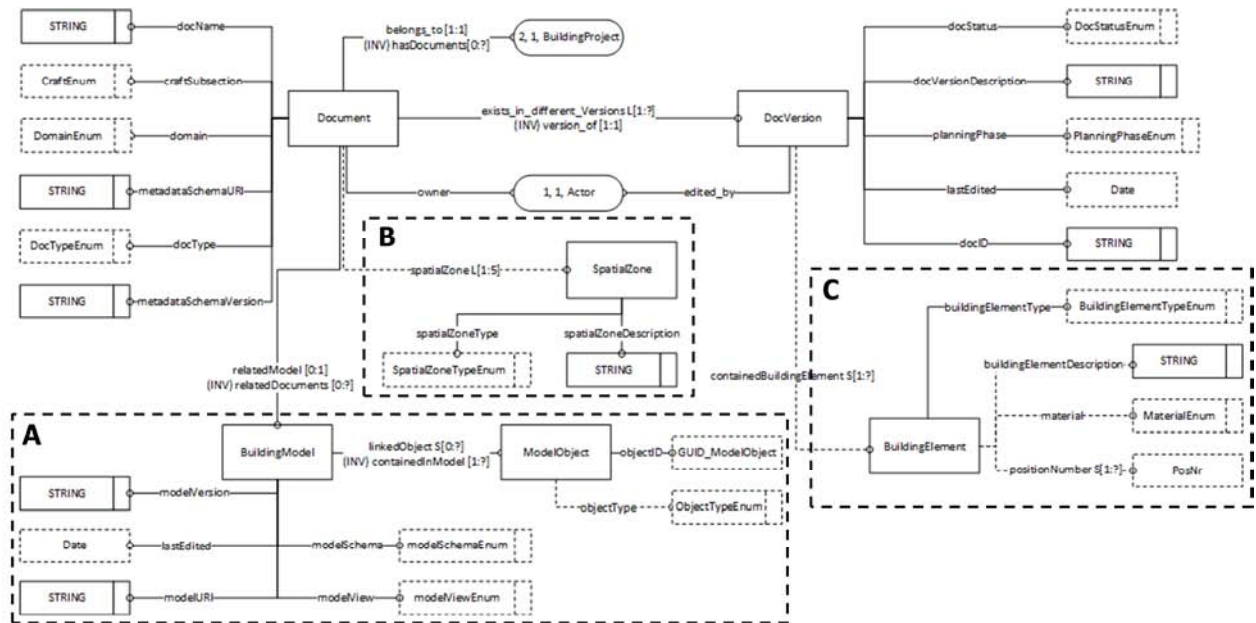 STRING
docName
CraftEnum
craftSubsection
DomainEnum
domain
STRING
metadataSchemaURI
DocTypeEnum
docType
STRING
metadataSchemaVersion
belongs_to [1:1]
(INV) hasDocuments[0:?]
2, 1, BuildingProject
Document
exists_in_different_Versions L[1:?]
(INV) version_of [1:1]
DocVersion
owner
1, 1, Actor
edited_by
docStatus
DocStatusEnum
docVersionDescription
STRING
planningPhase
PlanningPhaseEnum
lastEdited
Date
docID
STRING
B
spatialZone L[1:5]
SpatialZone
spatialZoneType
spatialZoneDescription
SpatialZoneTypeEnum
STRING
relatedModel [0:1]
(INV) relatedDocuments [0:?]
containedBuildingElement S[1:?]
C
buildingElementType
BuildingElementTypeEnum
buildingElementDescription
STRING
BuildingElement
material
MaterialEnum
positionNumber S[1:?]
PosNr
A
BuildingModel
linkedObject S[0:?]
(INV) containedInModel [1:?]
ModelObject
objectID
GUID_ModelObject
objectType
ObjectTypeEnum
STRING
modelVersion
Date
lastEdited
modelSchema
modelSchemaEnum
STRING
modelURI
modelView
modelViewEnum